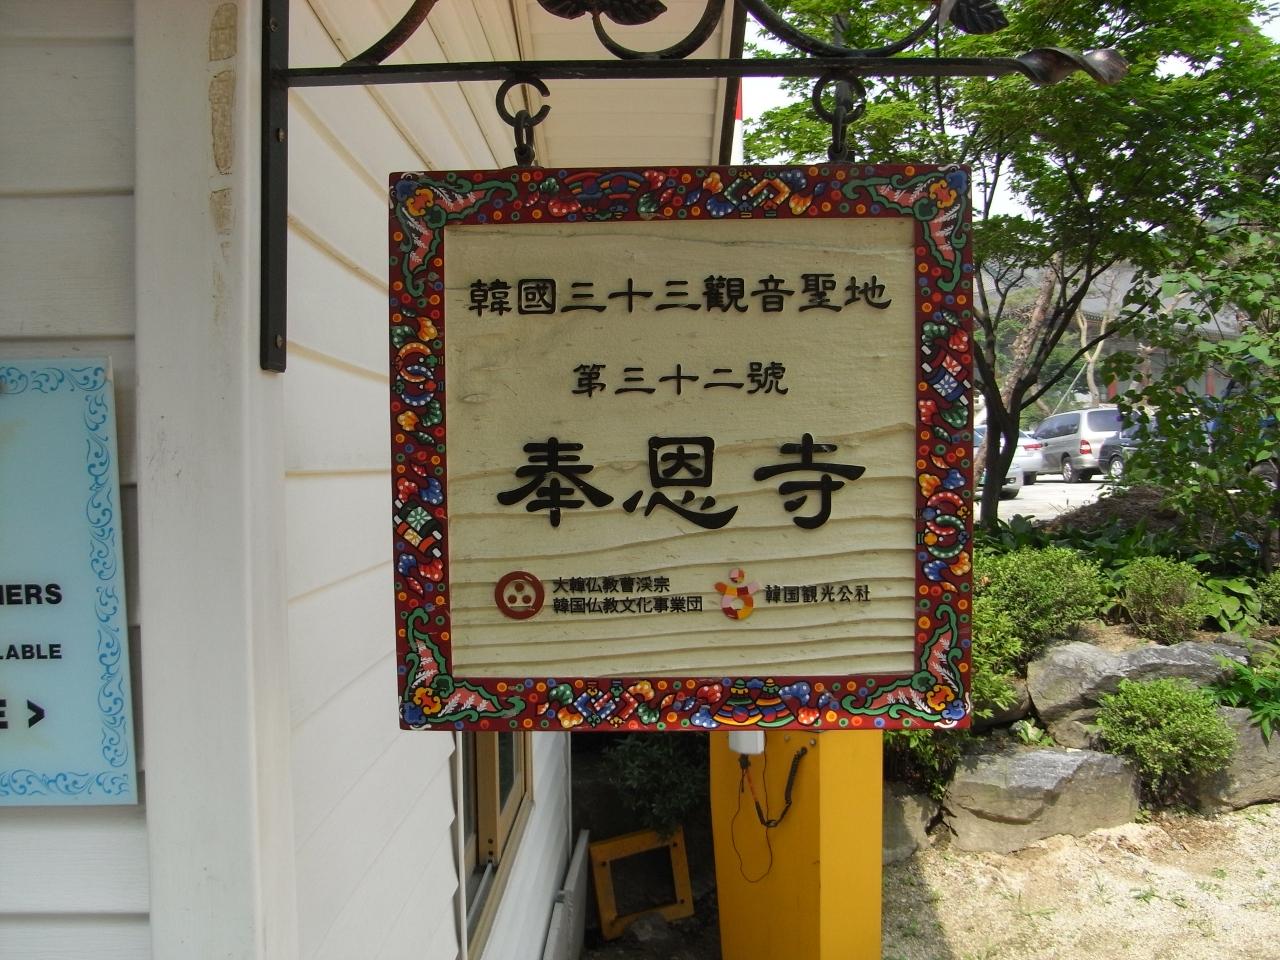 韓國三十三觀音聖地
第三十二號
奉恩寺
大韓仏教曹渓宗
韓国仏教文化事業団
韓国観光公社
IERS
LABLE
E >